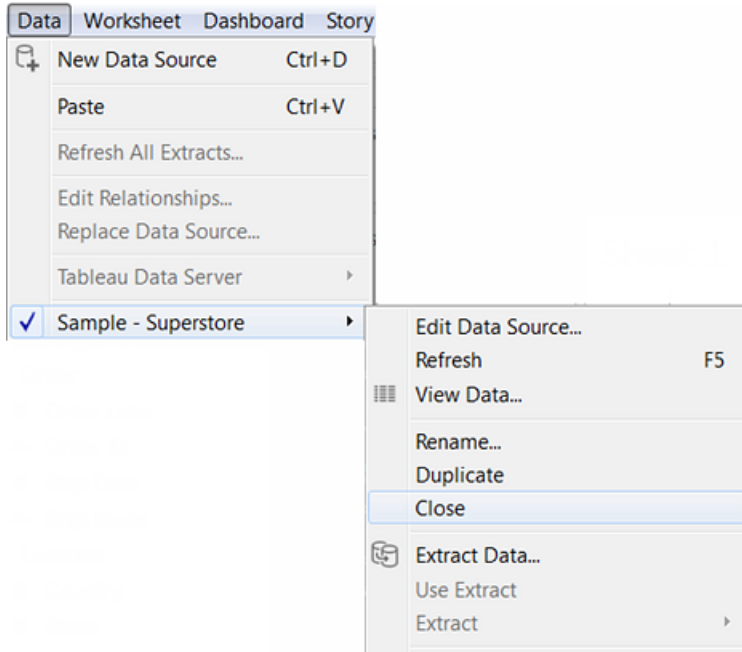 Data Worksheet Dashboard Story
New Data Source Ctrl+D
Paste Ctrl+V
Refresh All Extracts...
Edit Relationships...
Replace Data Source...
Tableau Data Server
Sample - Superstore
Edit Data Source...
Refresh F5
View Data...
Rename...
Duplicate
Close
Extract Data...
Use Extract
Extract